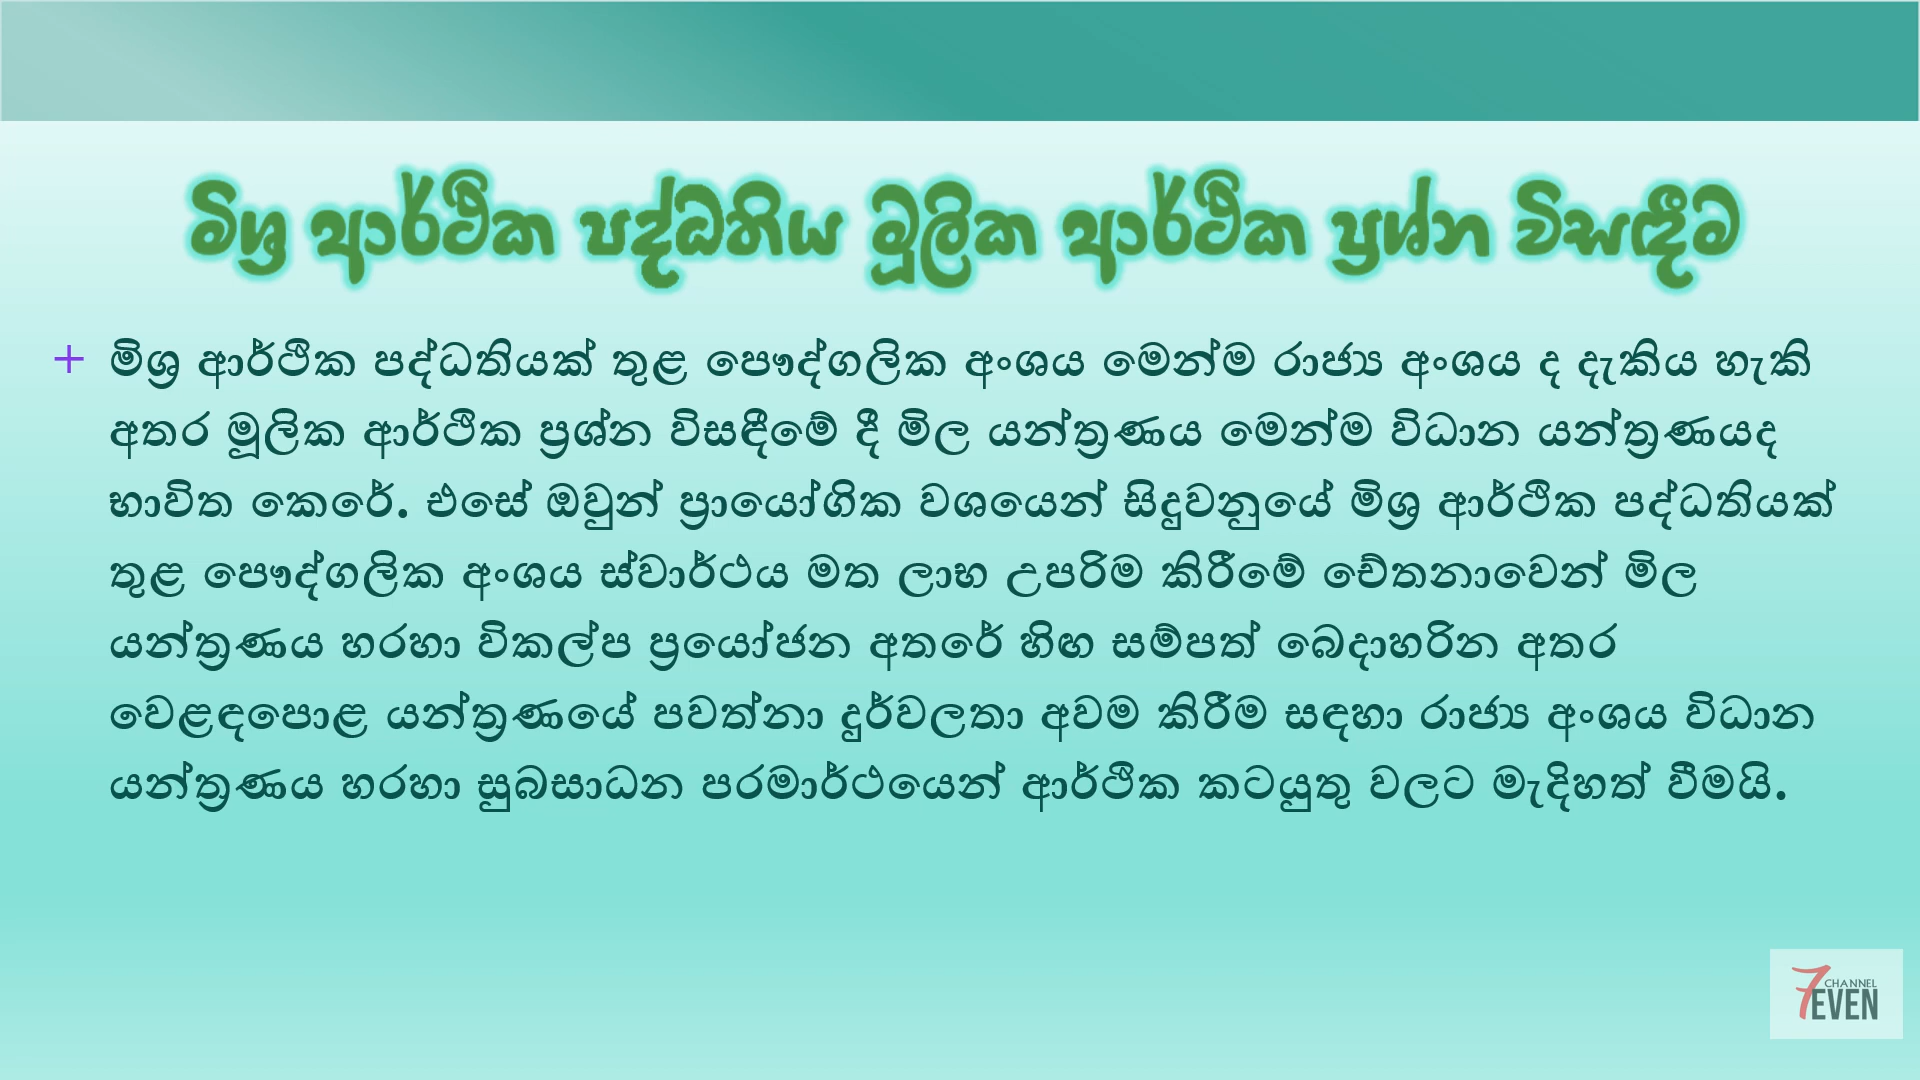 මිශ්‍ර ආර්ථික පද්ධතිය මූලික ආර්ථික ප්‍රශ්න විසඳීම
+ මිශ්‍ර ආර්ථික පද්ධතියක් තුළ පෞද්ගලික අංශය මෙන්ම රාජ්‍ය අංශය ද දැකිය හැකි
අතර මූලික ආර්ථික ප්‍රශ්න විසඳීමේ දී මිල යන්ත්‍රණය මෙන්ම විධාන යන්ත්‍රණයද
භාවිත කෙරේ. එසේ ඔවුන් ප්‍රායෝගික වශයෙන් සිදුවනුයේ මිශ්‍ර ආර්ථික පද්ධතියක්
තුළ පෞද්ගලික අංශය ස්වාර්ථය මත ලාභ උපරිම කිරීමේ චේතනාවෙන් මිල
යන්ත්‍රණය හරහා විකල්ප ප්‍රයෝජන අතරේ හිඟ සම්පත් බෙදාහරින අතර
වෙළඳපොළ යන්ත්‍රණයේ පවත්නා දුර්වලතා අවම කිරීම සඳහා රාජ්‍ය අංශය විධාන
යන්ත්‍රණය හරහා සුබසාධන පරමාර්ථයෙන් ආර්ථික කටයුතු වලට මැදිහත් වීමයි.
CHANNEL
7EVEN